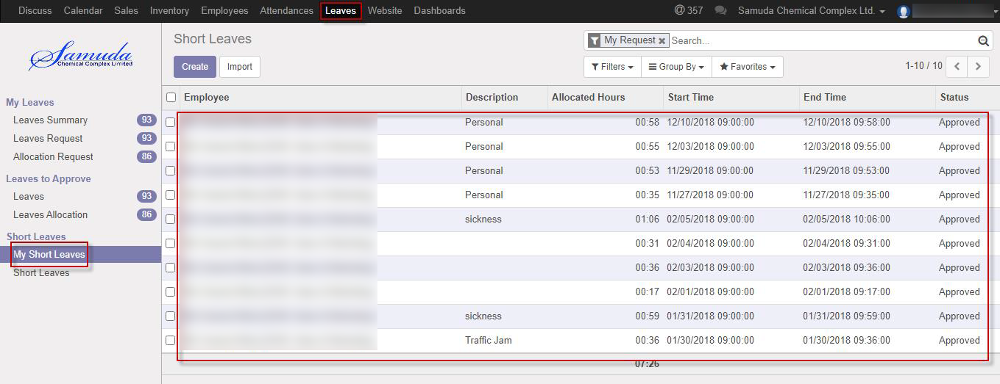 Discuss Calendar Sales Inventory Employees Attendances Leaves Website Dashboards @ 357 Samuda Chemical Complex Ltd.
Samuda
Chemical Complex Limited
Short Leaves
My Request Search...
Create Import
Filters Group By Favorites 1-10 / 10
My Leaves
Leaves Summary 93
Leaves Request 93
Allocation Request 86
Leaves to Approve
Leaves 93
Leaves Allocation 86
Short Leaves
My Short Leaves
Short Leaves
Employee Description Allocated Hours Start Time End Time Status
Personal 00:58 12/10/2018 09:00:00 12/10/2018 09:58:00 Approved
Personal 00:55 12/03/2018 09:00:00 12/03/2018 09:55:00 Approved
Personal 00:53 11/29/2018 09:00:00 11/29/2018 09:53:00 Approved
Personal 00:35 11/27/2018 09:00:00 11/27/2018 09:35:00 Approved
sickness 01:06 02/05/2018 09:00:00 02/05/2018 10:06:00 Approved
00:31 02/04/2018 09:00:00 02/04/2018 09:31:00 Approved
00:36 02/03/2018 09:00:00 02/03/2018 09:36:00 Approved
00:17 02/01/2018 09:00:00 02/01/2018 09:17:00 Approved
sickness 00:59 01/31/2018 09:00:00 01/31/2018 09:59:00 Approved
Traffic Jam 00:36 01/30/2018 09:00:00 01/30/2018 09:36:00 Approved
07:26